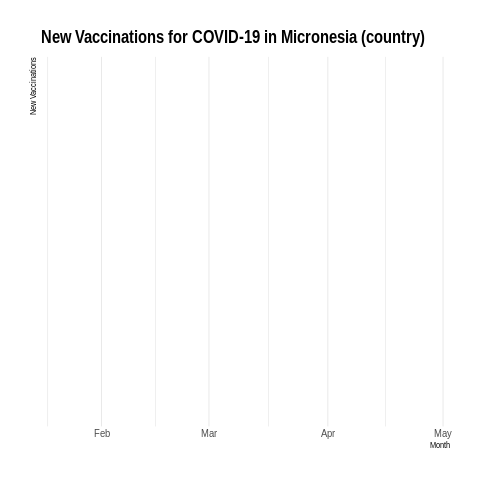 New Vaccinations for COVID-19 in Micronesia (country)
New Vaccinations
Feb Mar Apr May
Month